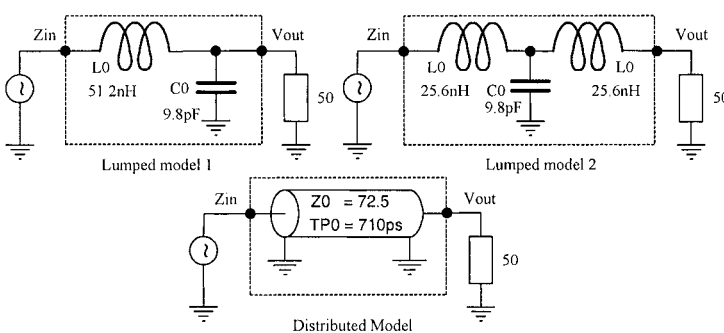 Zin
Vout
L0
51.2nH
C0
9.8pF
50
Lumped model 1
Zin
Vout
L0
25.6nH
C0
9.8pF
L0
25.6nH
50
Lumped model 2
Zin
Vout
Z0 = 72.5
TP0 = 710ps
50
Distributed Model